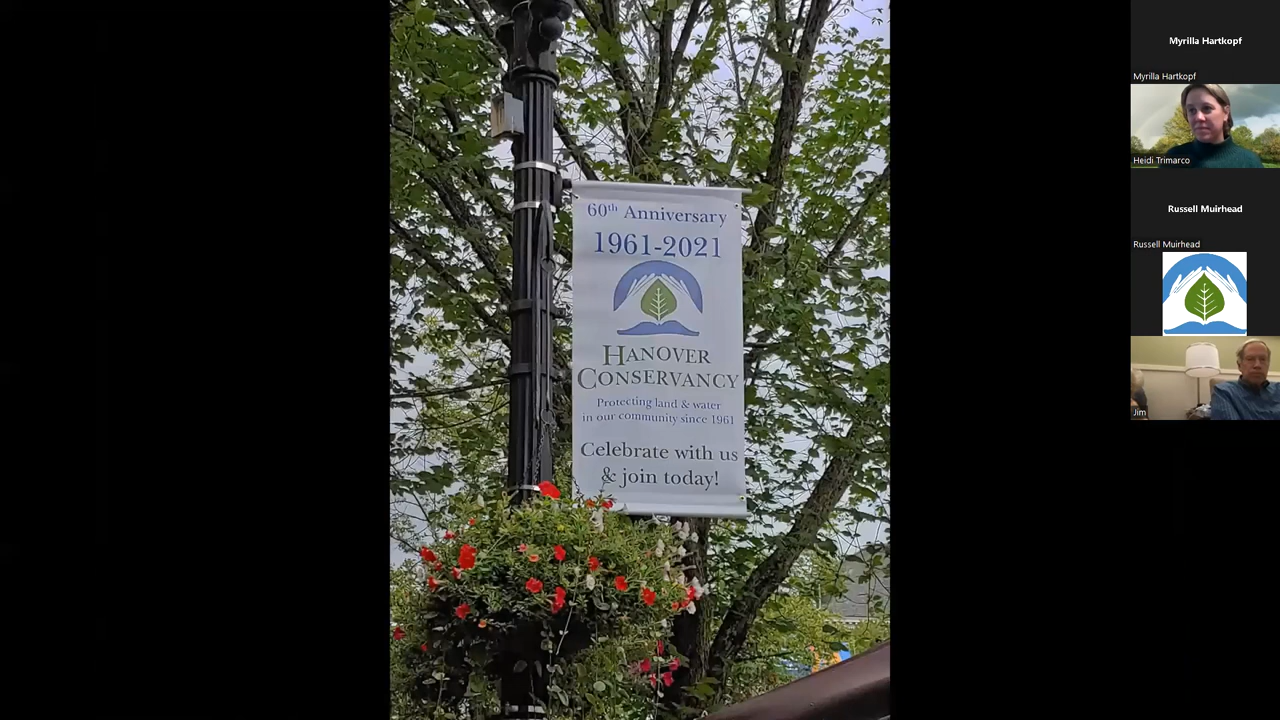 60th Anniversary
1961-2021
HANOVER
CONSERVANCY
Protecting land & water
in our community since 1961
Celebrate with us
& join today!
Myrilla Hartkopf
Myrilla Hartkopf
Heidi Trimarco
Russell Muirhead
Russell Muirhead
Jim